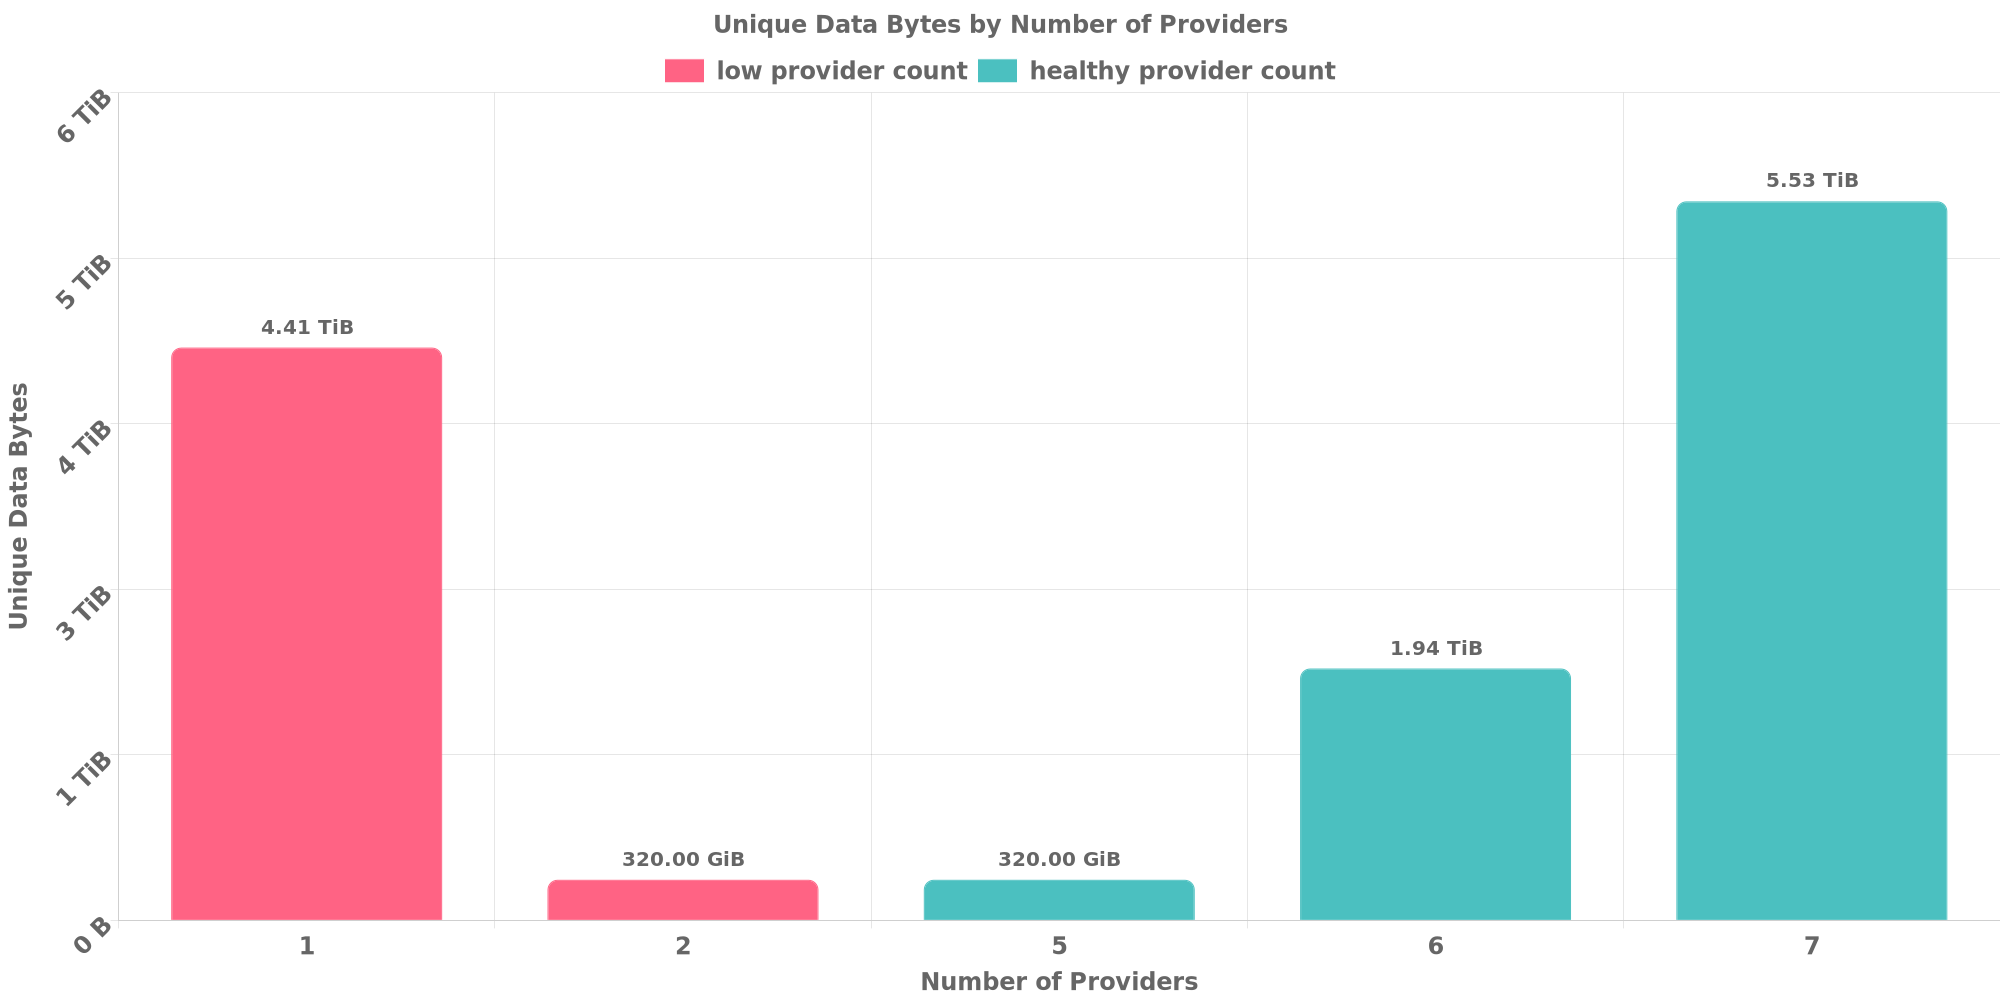 Unique Data Bytes by Number of Providers
low provider count healthy provider count
6 TiB
5 TiB
4 TiB
3 TiB
1 TiB
0 B
Unique Data Bytes
4.41 TiB
320.00 GiB
320.00 GiB
1.94 TiB
5.53 TiB
1 2 5 6 7
Number of Providers